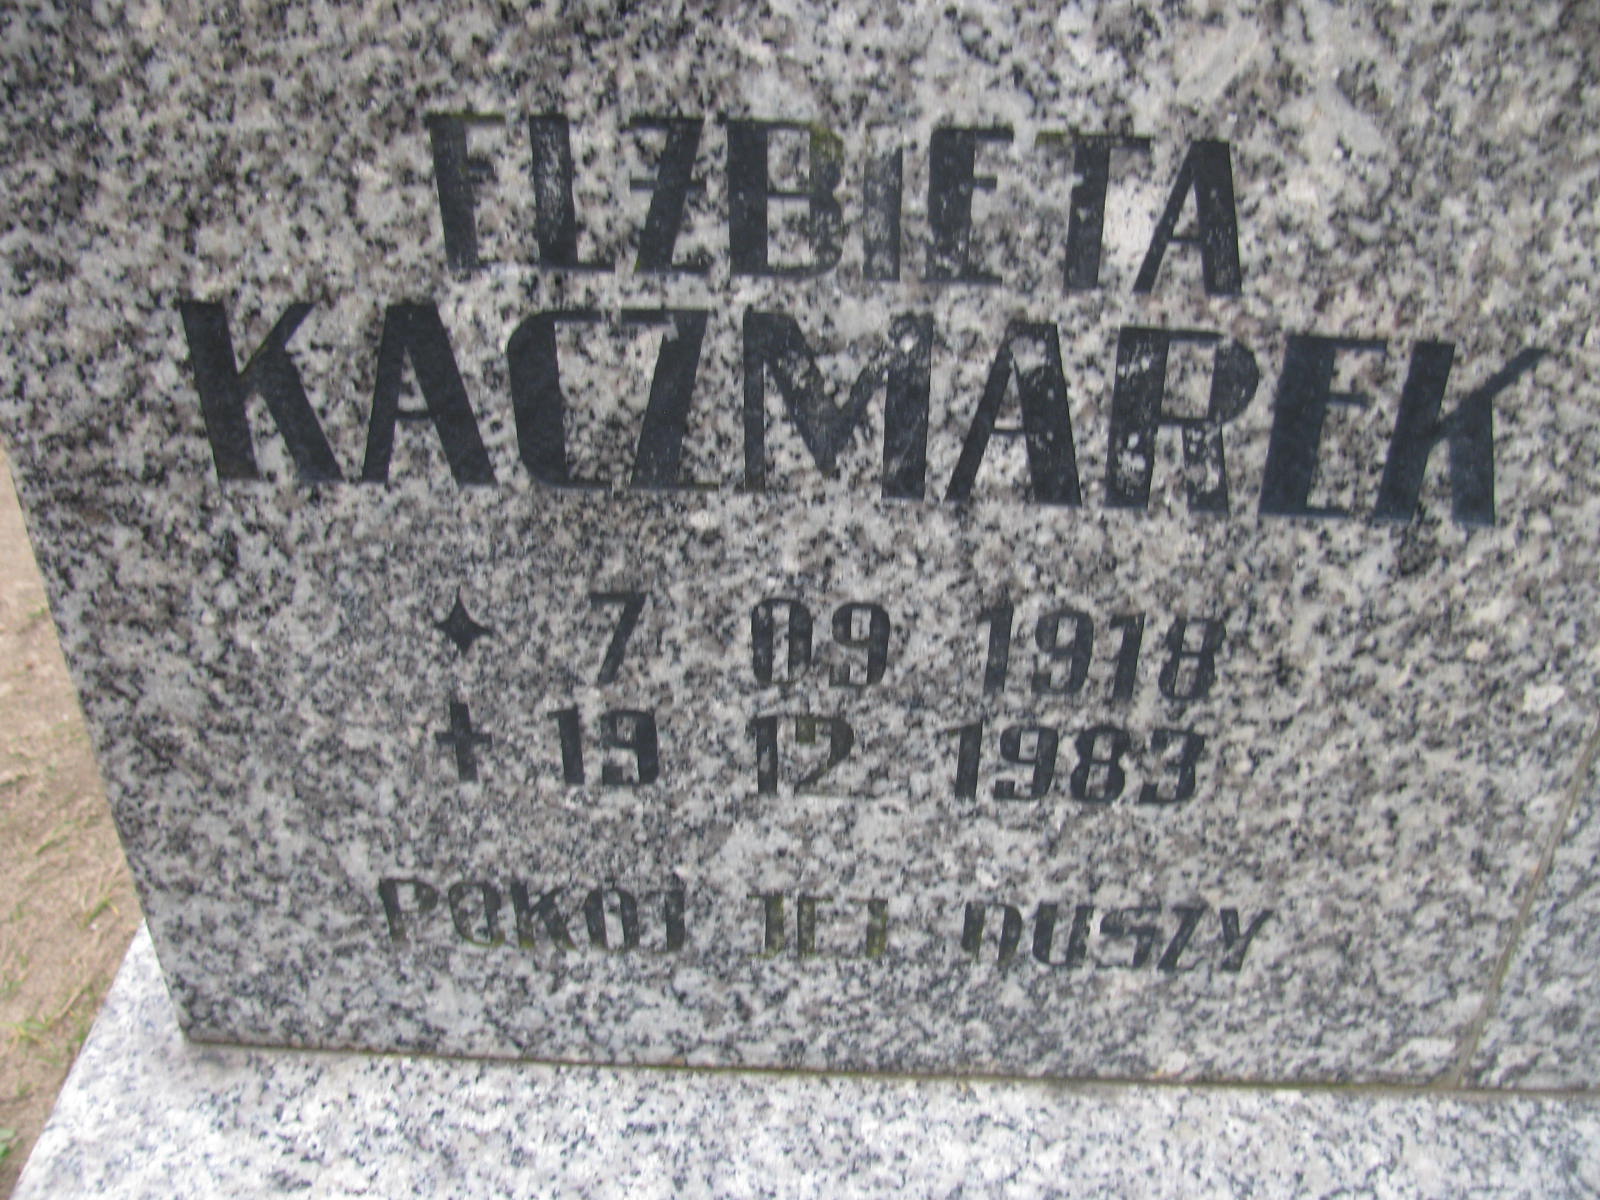 ELŻBIETA
KACZMAREK
✦ 7 09 1918
✝ 19 12 1983
POKÓJ JEJ DUSZY